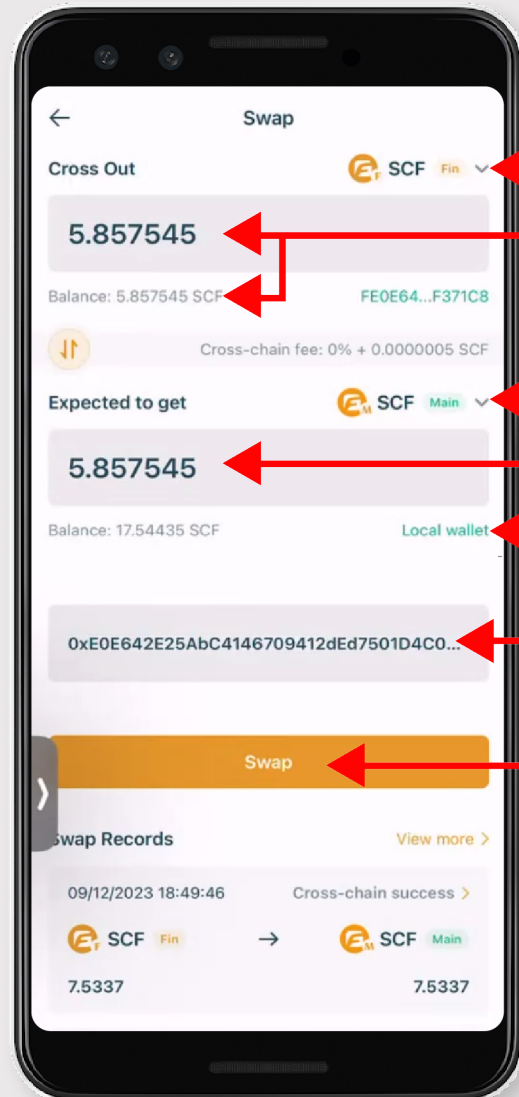 Swap
Cross Out SCF Fin
5.857545
Balance: 5.857545 SCF FE0E64...F371C8
Cross-chain fee: 0% + 0.0000005 SCF
Expected to get SCF Main
5.857545
Balance: 17.54435 SCF Local wallet
0xE0E642E25AbC4146709412dEd7501D4C0...
Swap
Swap Records View more >
09/12/2023 18:49:46 Cross-chain success >
SCF Fin → SCF Main
7.5337 7.5337